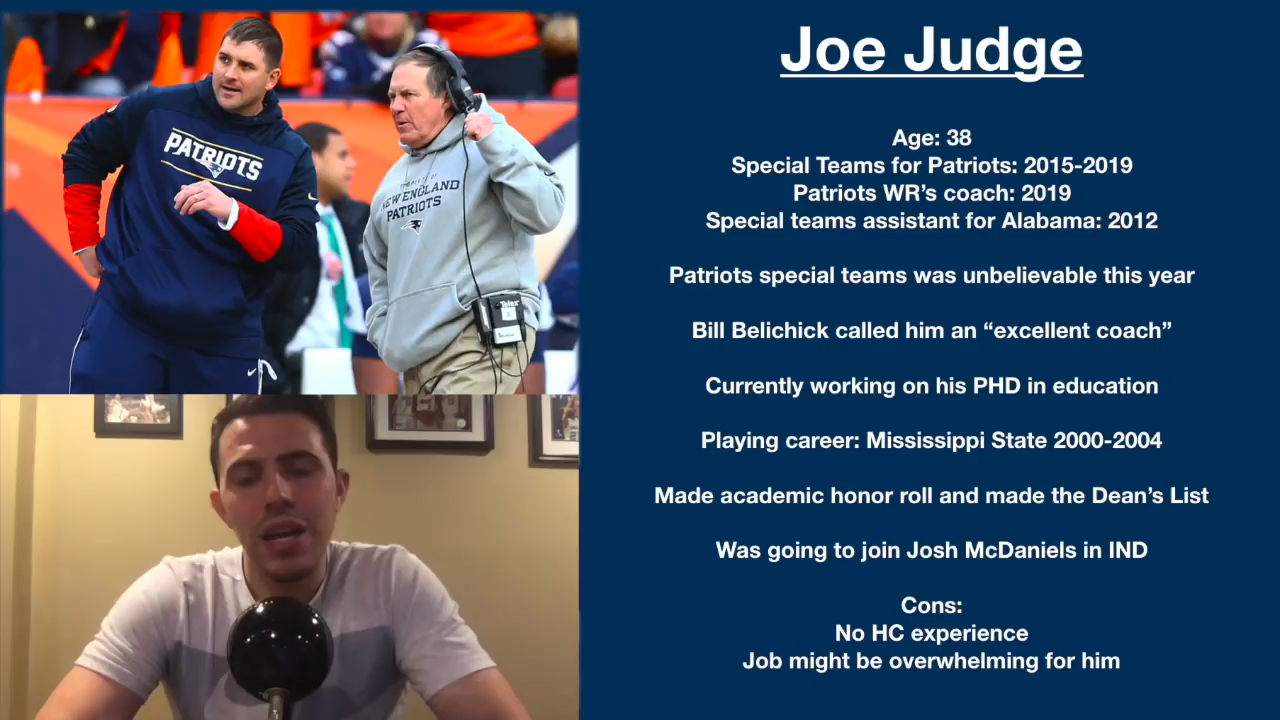 Joe Judge
Age: 38
Special Teams for Patriots: 2015-2019
Patriots WR's coach: 2019
Special teams assistant for Alabama: 2012
Patriots special teams was unbelievable this year
Bill Belichick called him an “excellent coach”
Currently working on his PHD in education
Playing career: Mississippi State 2000-2004
Made academic honor roll and made the Dean’s List
Was going to join Josh McDaniels in IND
Cons:
No HC experience
Job might be overwhelming for him
PATRIOTS
PROPERTY OF
NEW ENGLAND
PATRIOTS
Telex